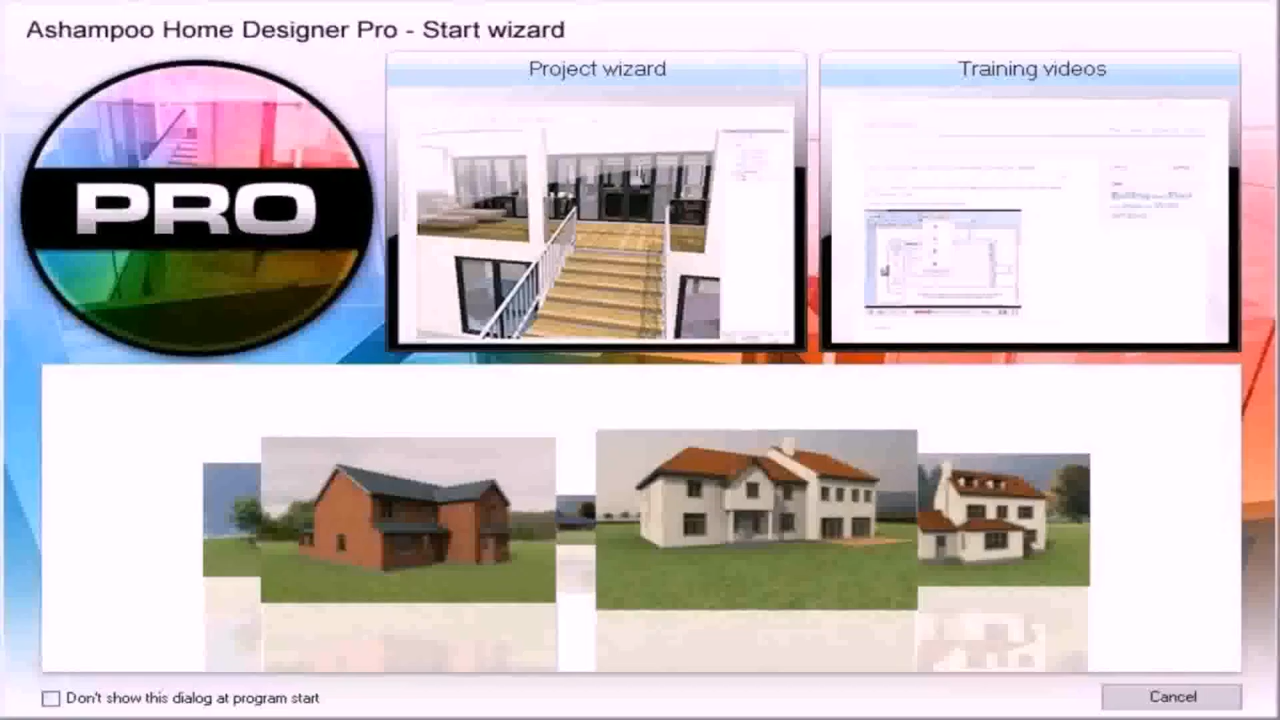 Ashampoo Home Designer Pro - Start wizard
PRO
Project wizard
Training videos
Don't show this dialog at program start
Cancel